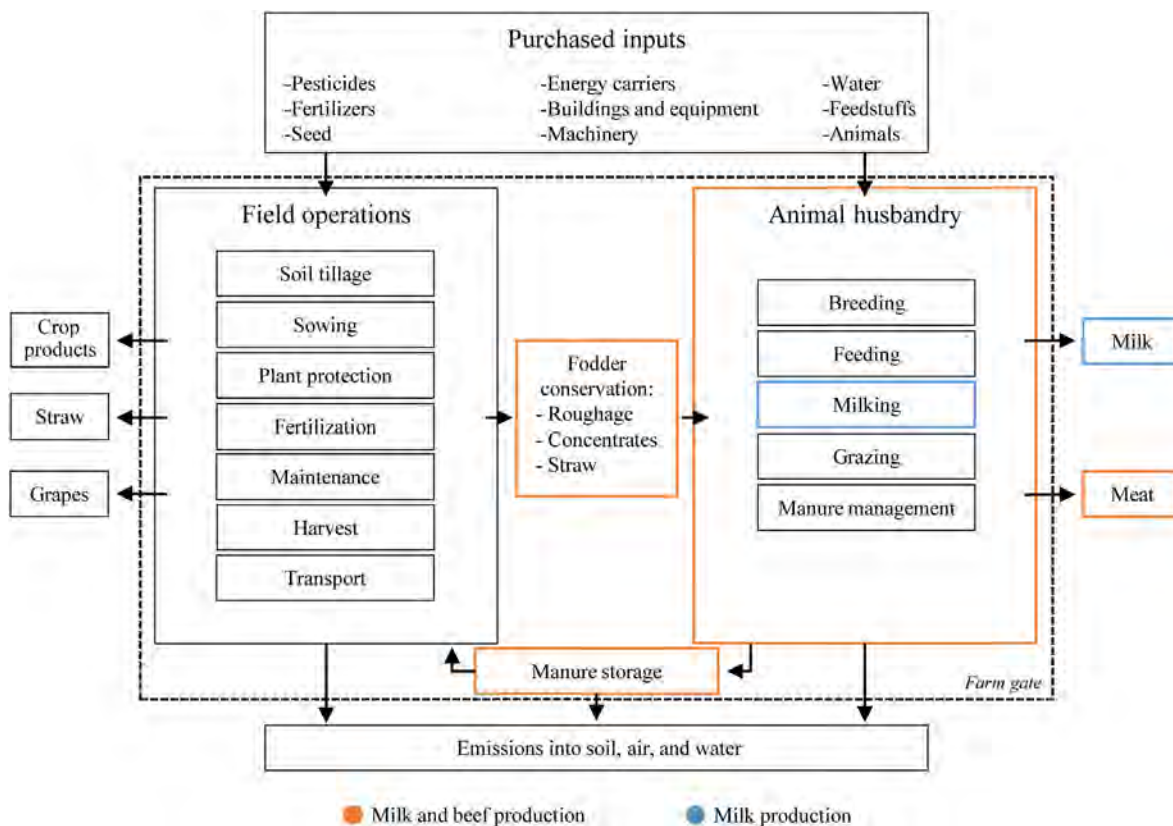 Purchased inputs
-Pesticides
-Fertilizers
-Seed
-Energy carriers
-Buildings and equipment
-Machinery
-Water
-Feedstuffs
-Animals
Field operations
Soil tillage
Sowing
Plant protection
Fertilization
Maintenance
Harvest
Transport
Crop
products
Straw
Grapes
Fodder
conservation:
- Roughage
- Concentrates
- Straw
Animal husbandry
Breeding
Feeding
Milking
Grazing
Manure management
Milk
Meat
Manure storage
Farm gate
Emissions into soil, air, and water
Milk and beef production
Milk production